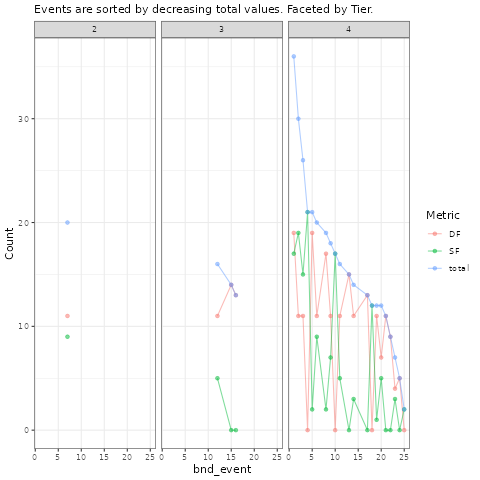 Events are sorted by decreasing total values. Faceted by Tier.
2 3 4
Count
30
20
10
0
0 5 10 15 20 25 0 5 10 15 20 25 0 5 10 15 20 25
bnd_event
Metric
DF
SF
total